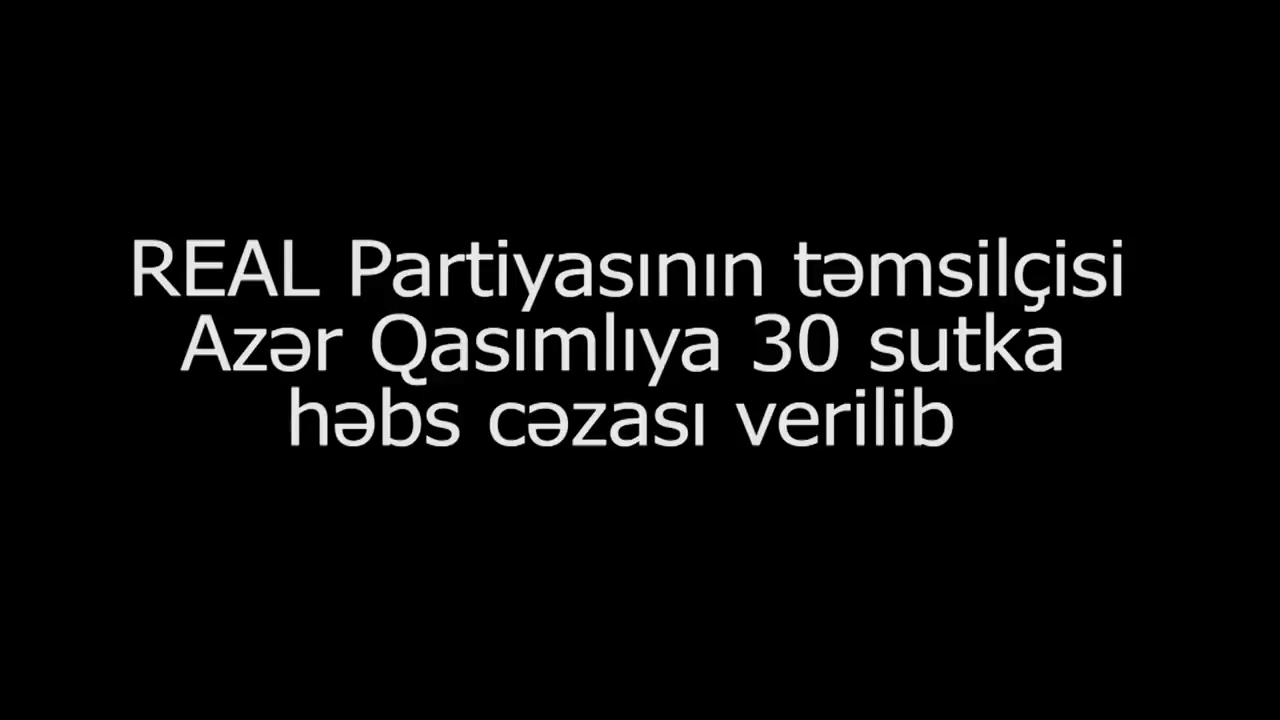 REAL Partiyasının təmsilçisi
Azər Qasımlıya 30 sutka
həbs cəzası verilib